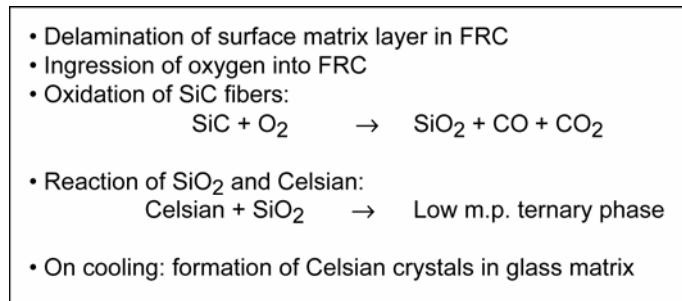 • Delamination of surface matrix layer in FRC
• Ingression of oxygen into FRC
• Oxidation of SiC fibers:
SiC + O₂ → SiO₂ + CO + CO₂
• Reaction of SiO₂ and Celsian:
Celsian + SiO₂ → Low m.p. ternary phase
• On cooling: formation of Celsian crystals in glass matrix